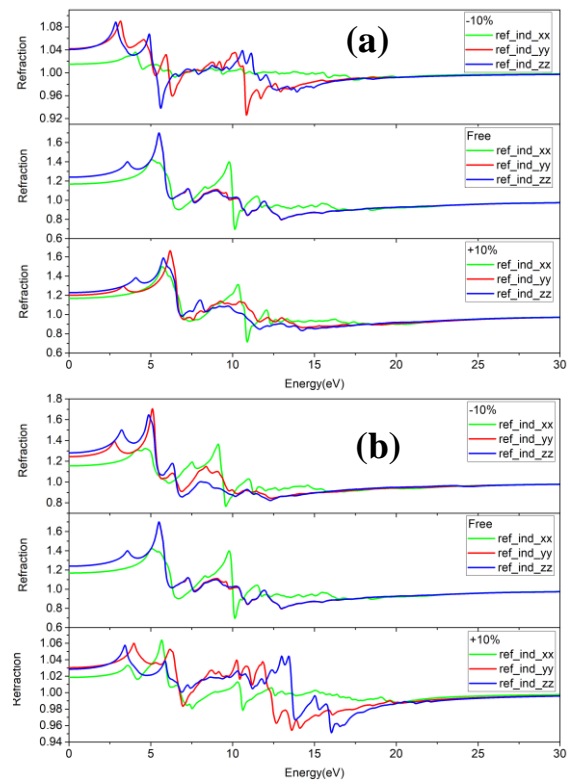 (a)
-10%
ref_ind_xx
ref_ind_yy
ref_ind_zz
Refraction
1.08
1.04
1.00
0.96
0.92
Free
ref_ind_xx
ref_ind_yy
ref_ind_zz
Refraction
1.6
1.4
1.2
1.0
0.8
0.6
+10%
ref_ind_xx
ref_ind_yy
ref_ind_zz
Refraction
1.6
1.4
1.2
1.0
0.8
0.6
0 5 10 15 20 25 30
Energy(eV)
(b)
-10%
ref_ind_xx
ref_ind_yy
ref_ind_zz
Refraction
1.8
1.6
1.4
1.2
1.0
0.8
Free
ref_ind_xx
ref_ind_yy
ref_ind_zz
Refraction
1.6
1.4
1.2
1.0
0.8
0.6
+10%
ref_ind_xx
ref_ind_yy
ref_ind_zz
Refraction
1.06
1.04
1.02
1.00
0.98
0.96
0.94
0 5 10 15 20 25 30
Energy(eV)